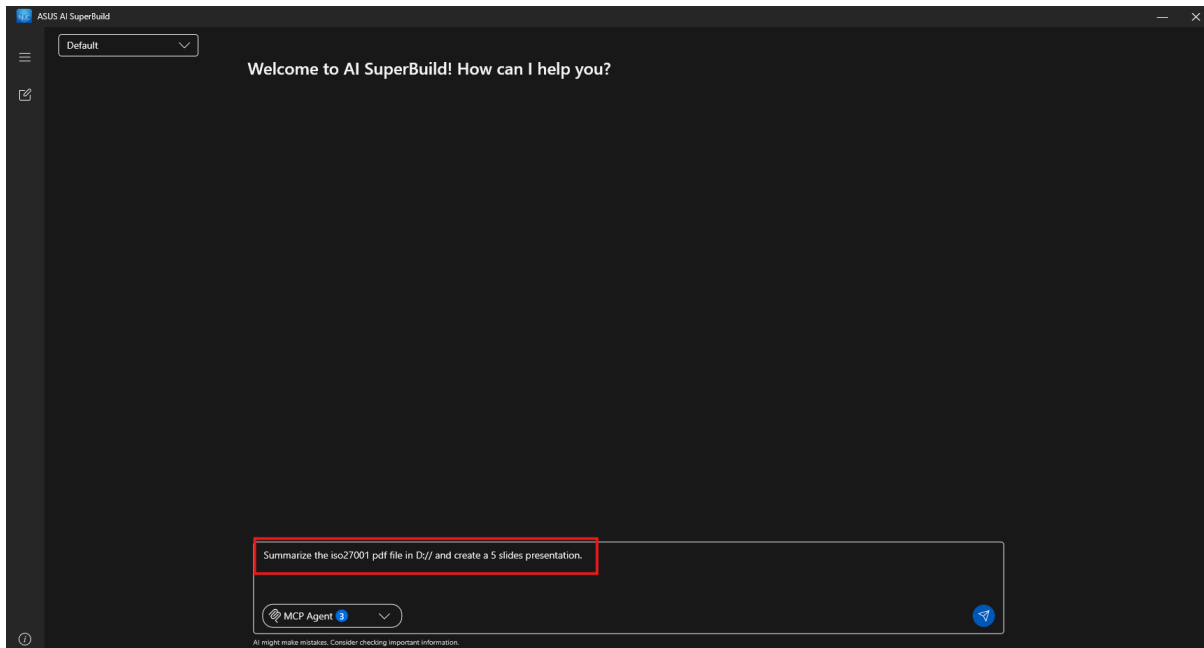 ASUS AI SuperBuild
Default
Welcome to AI SuperBuild! How can I help you?
Summarize the iso27001 pdf file in D:// and create a 5 slides presentation.
MCP Agent 3
AI might make mistakes. Consider checking important information.